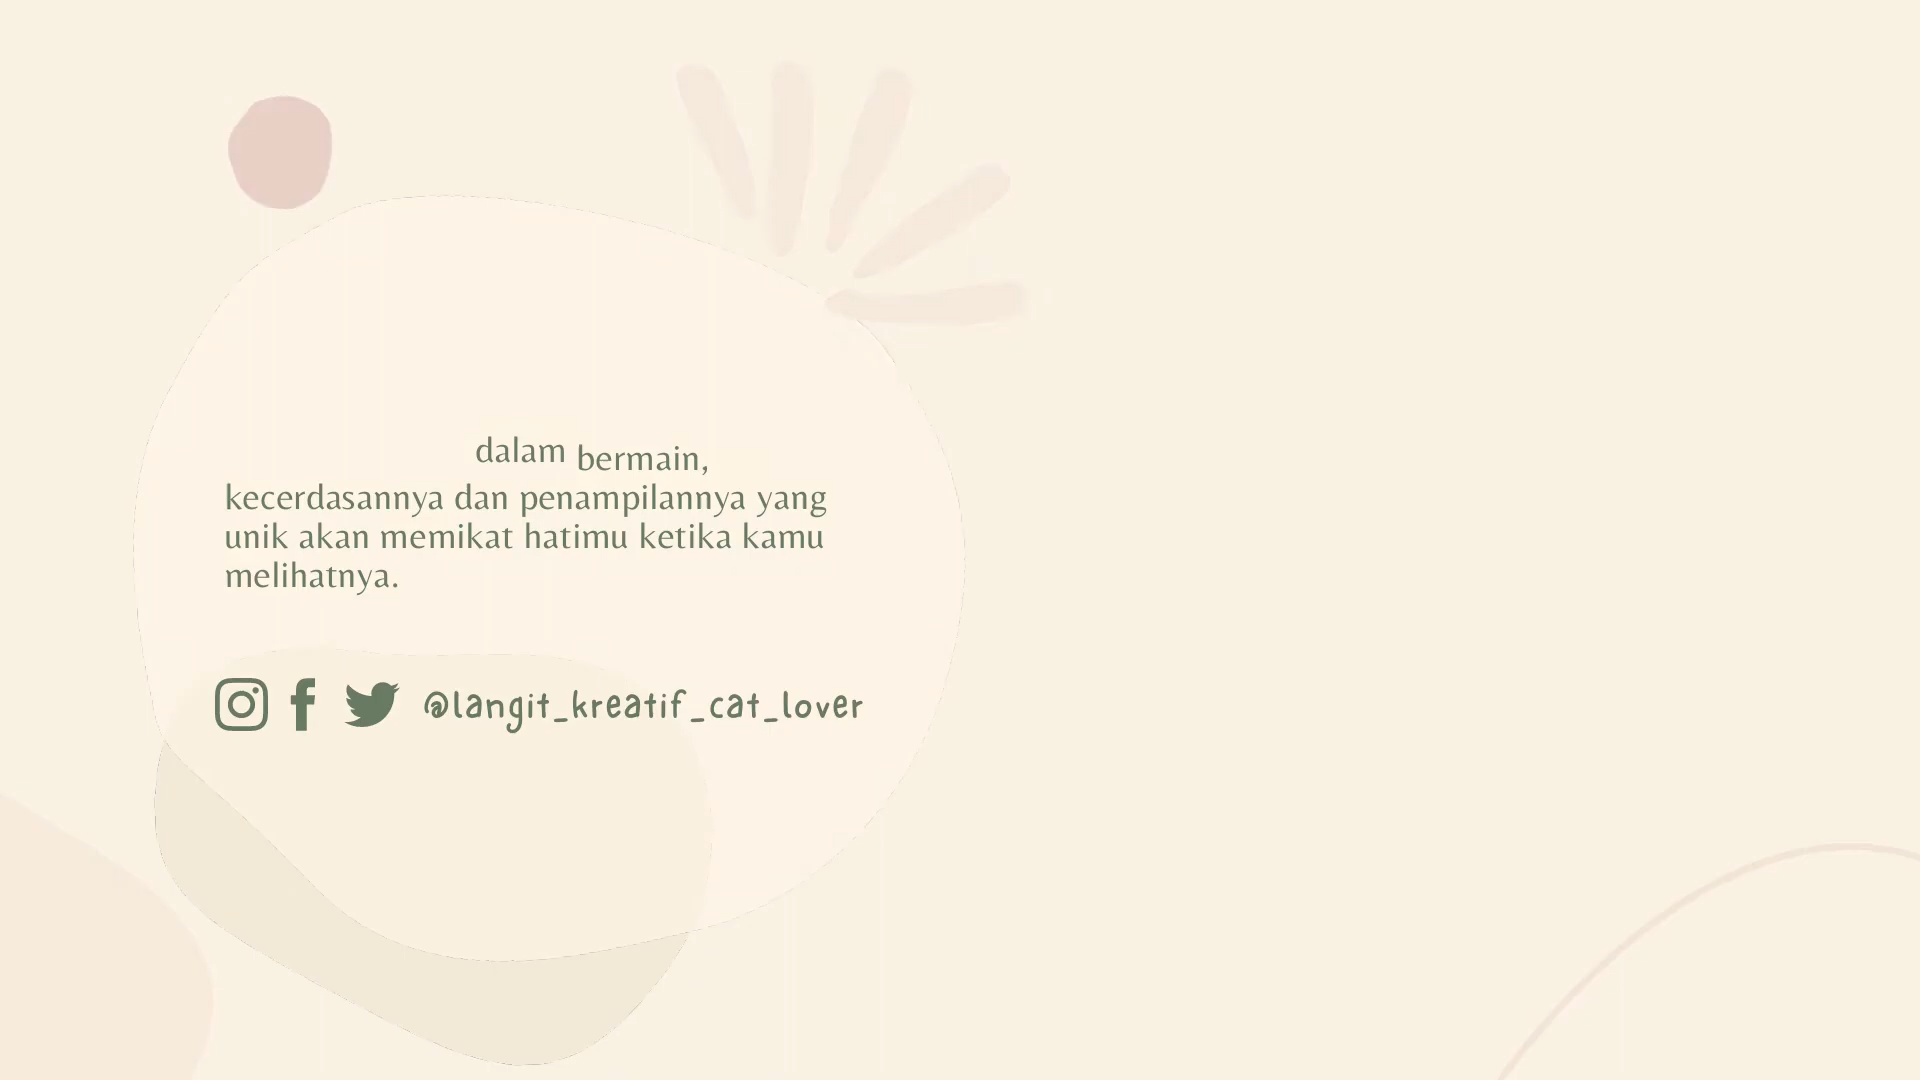 dalam bermain,
kecerdasannya dan penampilannya yang
unik akan memikat hatimu ketika kamu
melihatnya.
@langit_kreatif_cat_lover